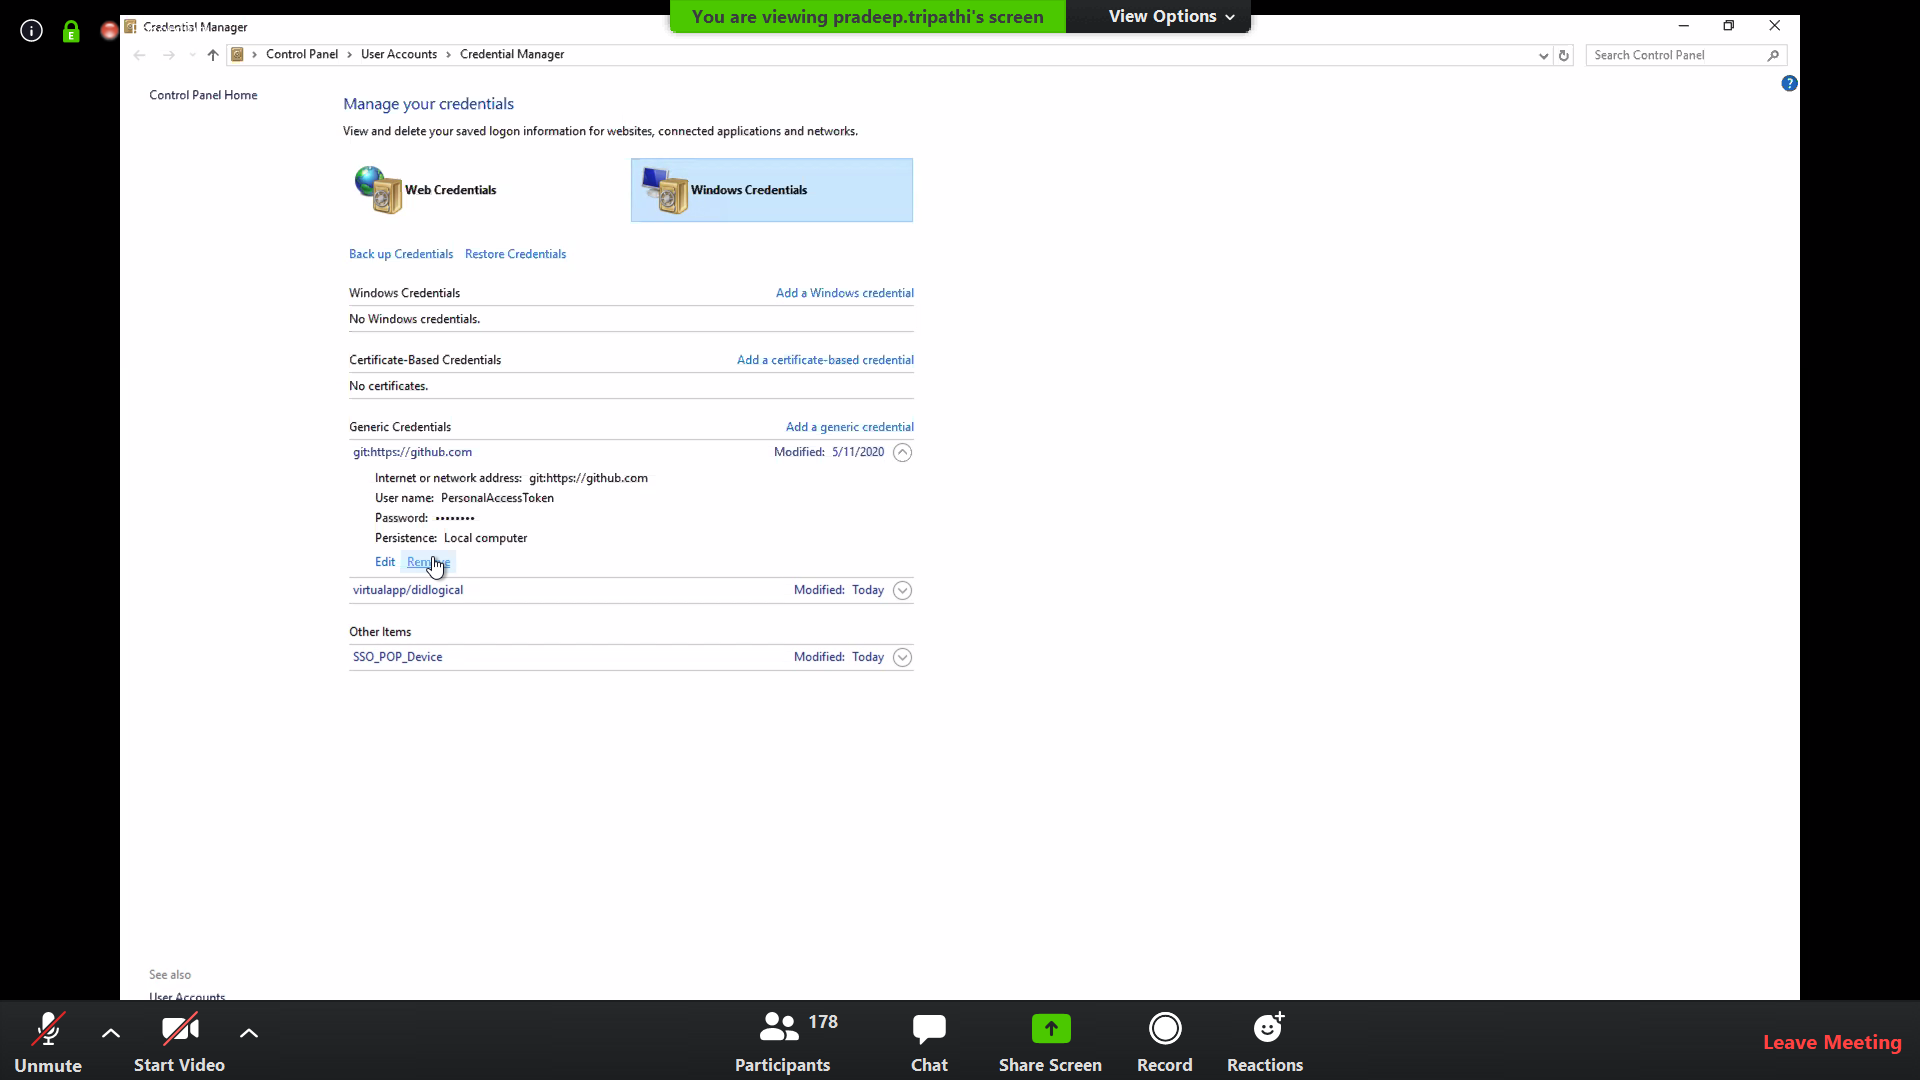 You are viewing pradeep.tripathi's screen View Options
Credential Manager
Control Panel User Accounts Credential Manager
Search Control Panel
?
Control Panel Home
Manage your credentials
View and delete your saved logon information for websites, connected applications and networks.
Web Credentials Windows Credentials
Back up Credentials Restore Credentials
Windows Credentials Add a Windows credential
No Windows credentials.
Certificate-Based Credentials Add a certificate-based credential
No certificates.
Generic Credentials Add a generic credential
git:https://github.com Modified: 5/11/2020
Internet or network address: git:https://github.com
User name: PersonalAccessToken
Password: ••••••••
Persistence: Local computer
Edit Remove
virtualapp/didlogical Modified: Today
Other Items
SSO_POP_Device Modified: Today
See also
User Accounts
178
Unmute Start Video Participants Chat Share Screen Record Reactions Leave Meeting